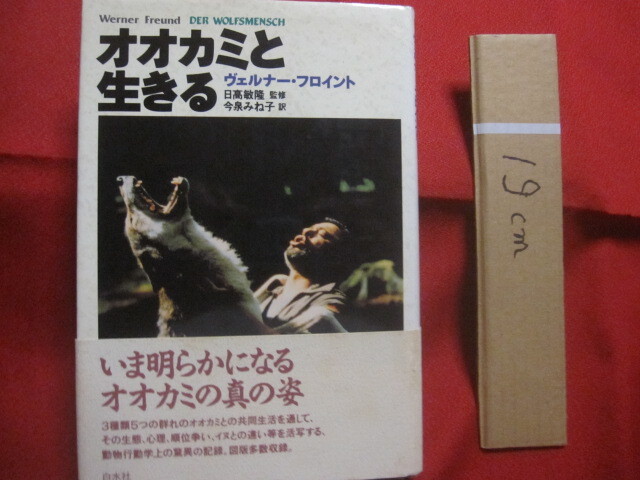 Werner Freund DER WOLFSMENSCH
オオカミと
生きる
ヴェルナー・フロイント
日高敏隆 監修
今泉みね子 訳
いま明らかになる
オオカミの真の姿
3種類5つの群れのオオカミとの共同生活を通して、
その生態、心理、順位争い、イヌとの違い等を活写する、
動物行動学上の驚異の記録。図版多数収録。
白水社
19cm